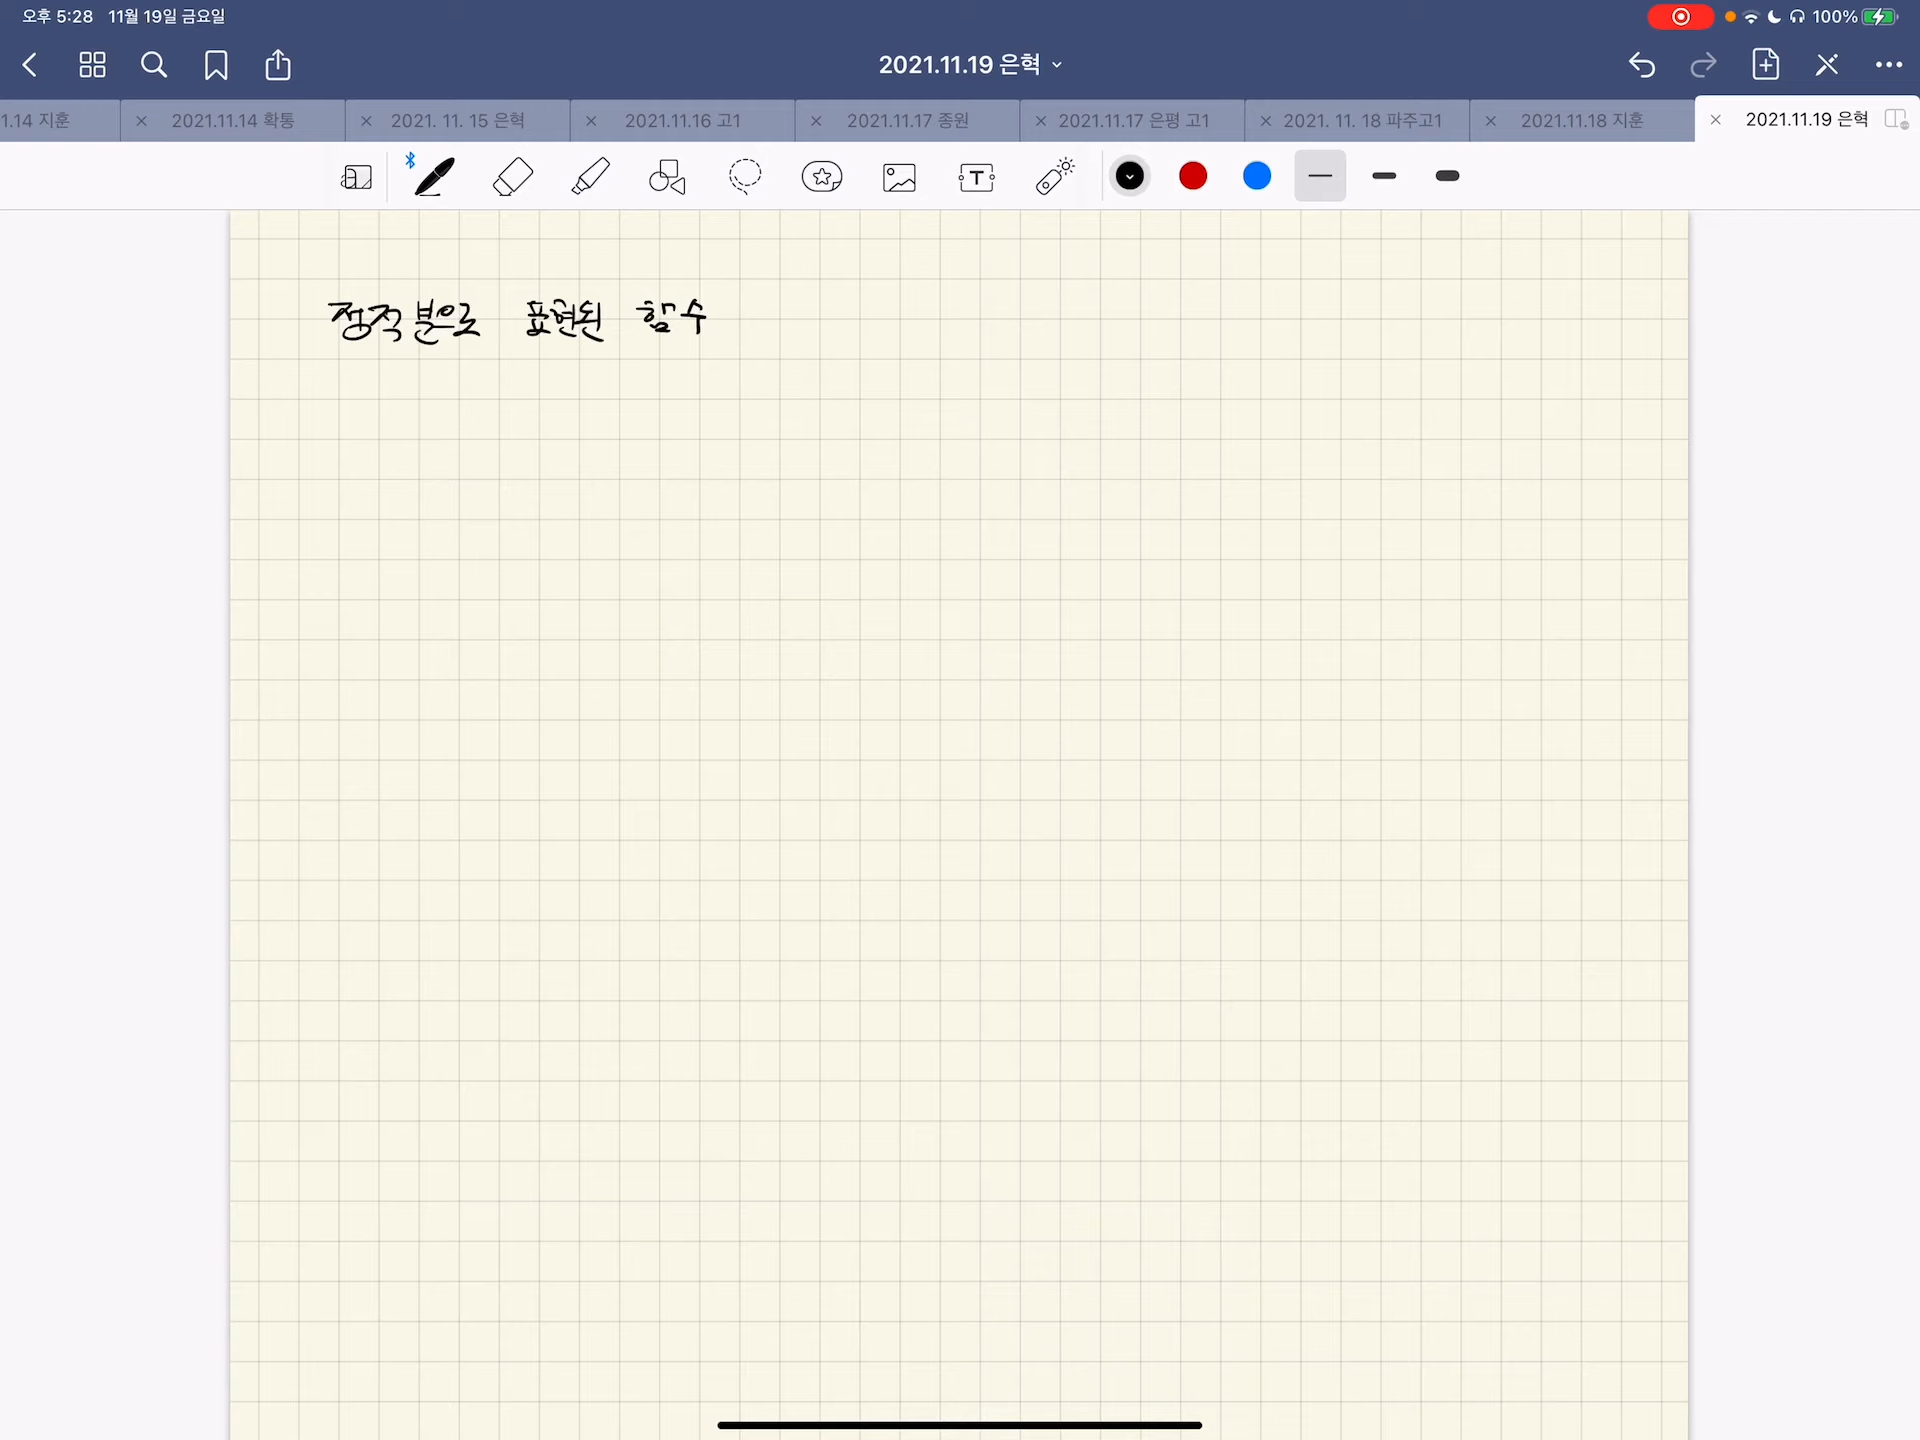 오후 5:28 11월 19일 금요일 100%
2021.11.19 은혁
1.14 지훈 2021.11.14 확통 2021. 11. 15 은혁 2021.11.16 고1 2021.11.17 종원 2021.11.17 은평 고1 2021. 11. 18 파주고1 2021.11.18 지훈 2021.11.19 은혁
정적분으로 표현된 함수